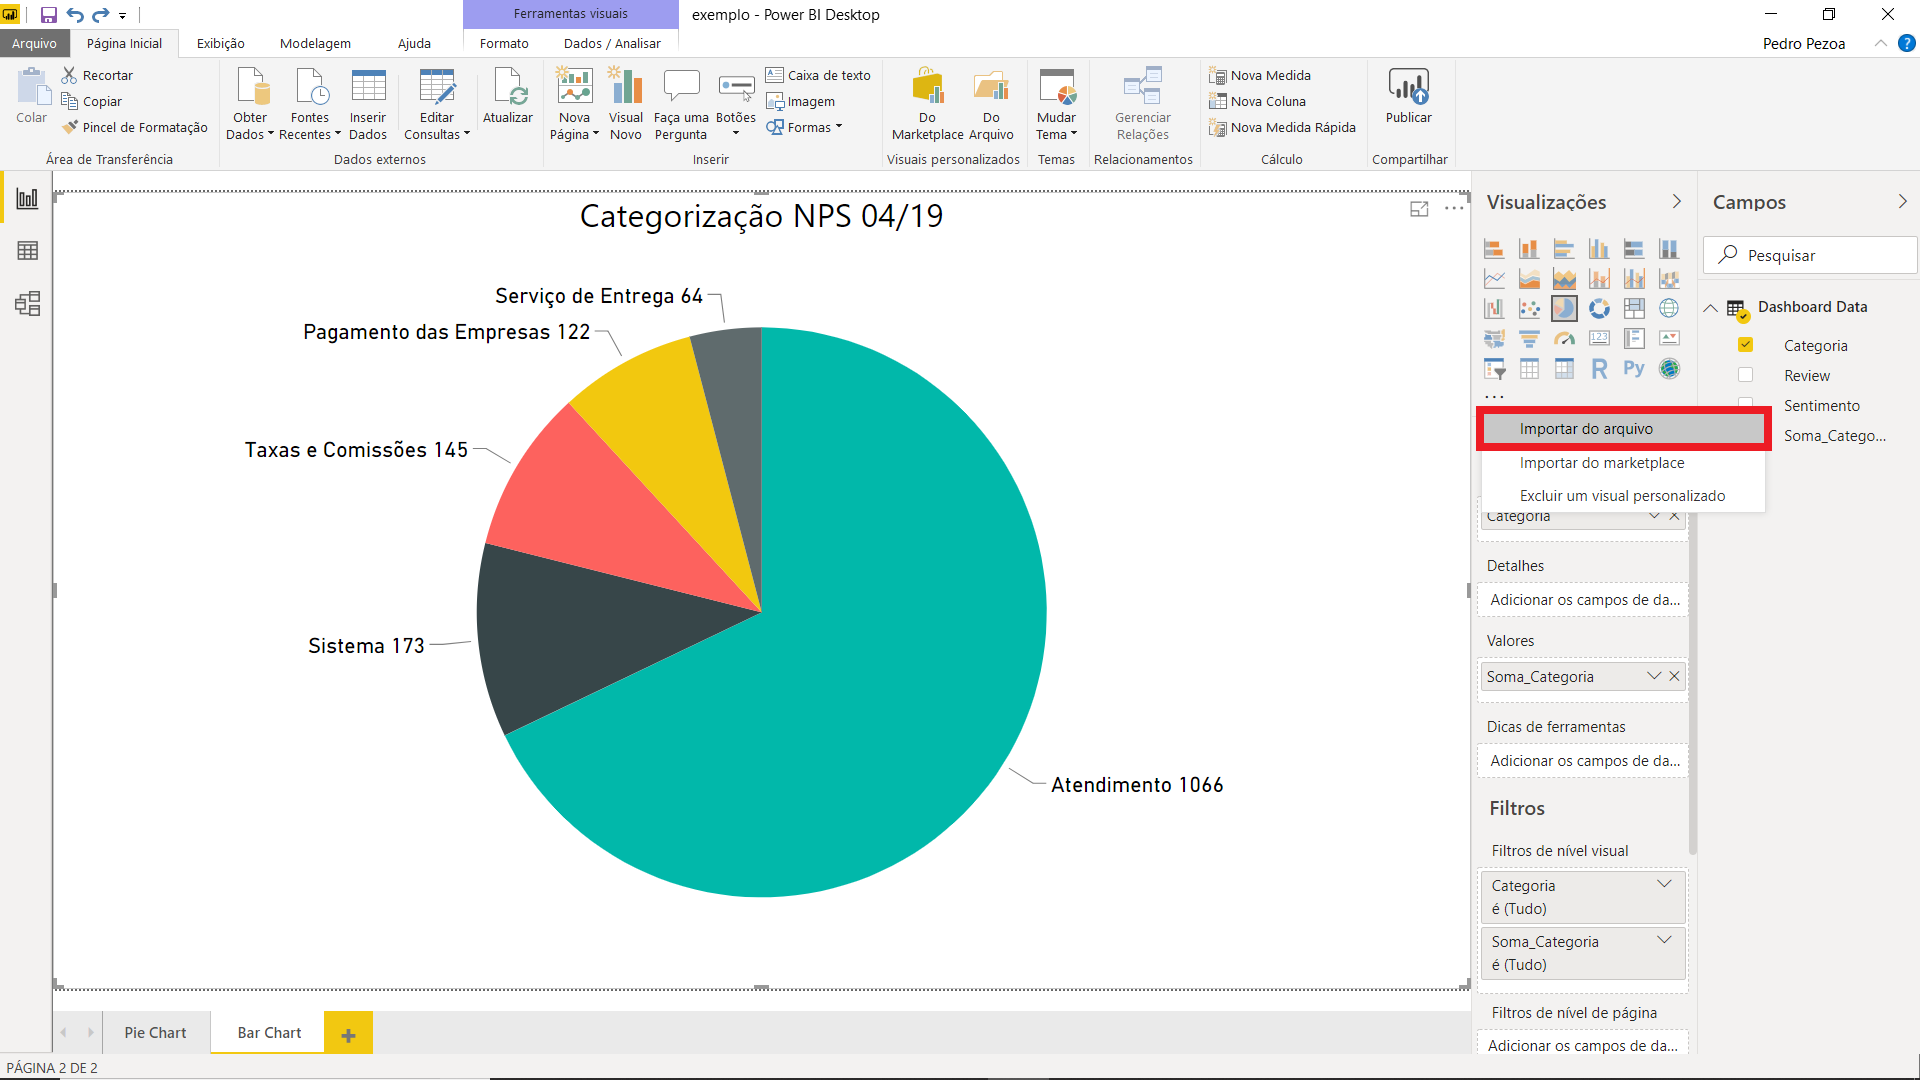 Ferramentas visuais
exemplo - Power BI Desktop
Arquivo
Página Inicial
Exibição
Modelagem
Ajuda
Formato
Dados / Analisar
Pedro Pezoa
?
Colar
Recortar
Copiar
Pincel de Formatação
Área de Transferência
Obter
Dados
Fontes
Recentes
Inserir
Dados
Editar
Consultas
Atualizar
Dados externos
Nova
Página
Visual
Novo
Faça uma
Pergunta
Botões
Caixa de texto
Imagem
Formas
Inserir
Do
Marketplace
Do
Arquivo
Visuais personalizados
Mudar
Tema
Temas
Gerenciar
Relações
Relacionamentos
Nova Medida
Nova Coluna
Nova Medida Rápida
Cálculo
Publicar
Compartilhar
Categorização NPS 04/19
Serviço de Entrega 64
Pagamento das Empresas 122
Taxas e Comissões 145
Sistema 173
Atendimento 1066
Visualizações
123
R
Py
Importar do arquivo
Importar do marketplace
Excluir um visual personalizado
Categoria
Detalhes
Adicionar os campos de da...
Valores
Soma_Categoria
Dicas de ferramentas
Adicionar os campos de da...
Filtros
Filtros de nível visual
Categoria
é (Tudo)
Soma_Categoria
é (Tudo)
Filtros de nível de página
Adicionar os campos de da...
Campos
Pesquisar
Dashboard Data
Categoria
Review
Sentimento
Soma_Catego...
Pie Chart
Bar Chart
PÁGINA 2 DE 2